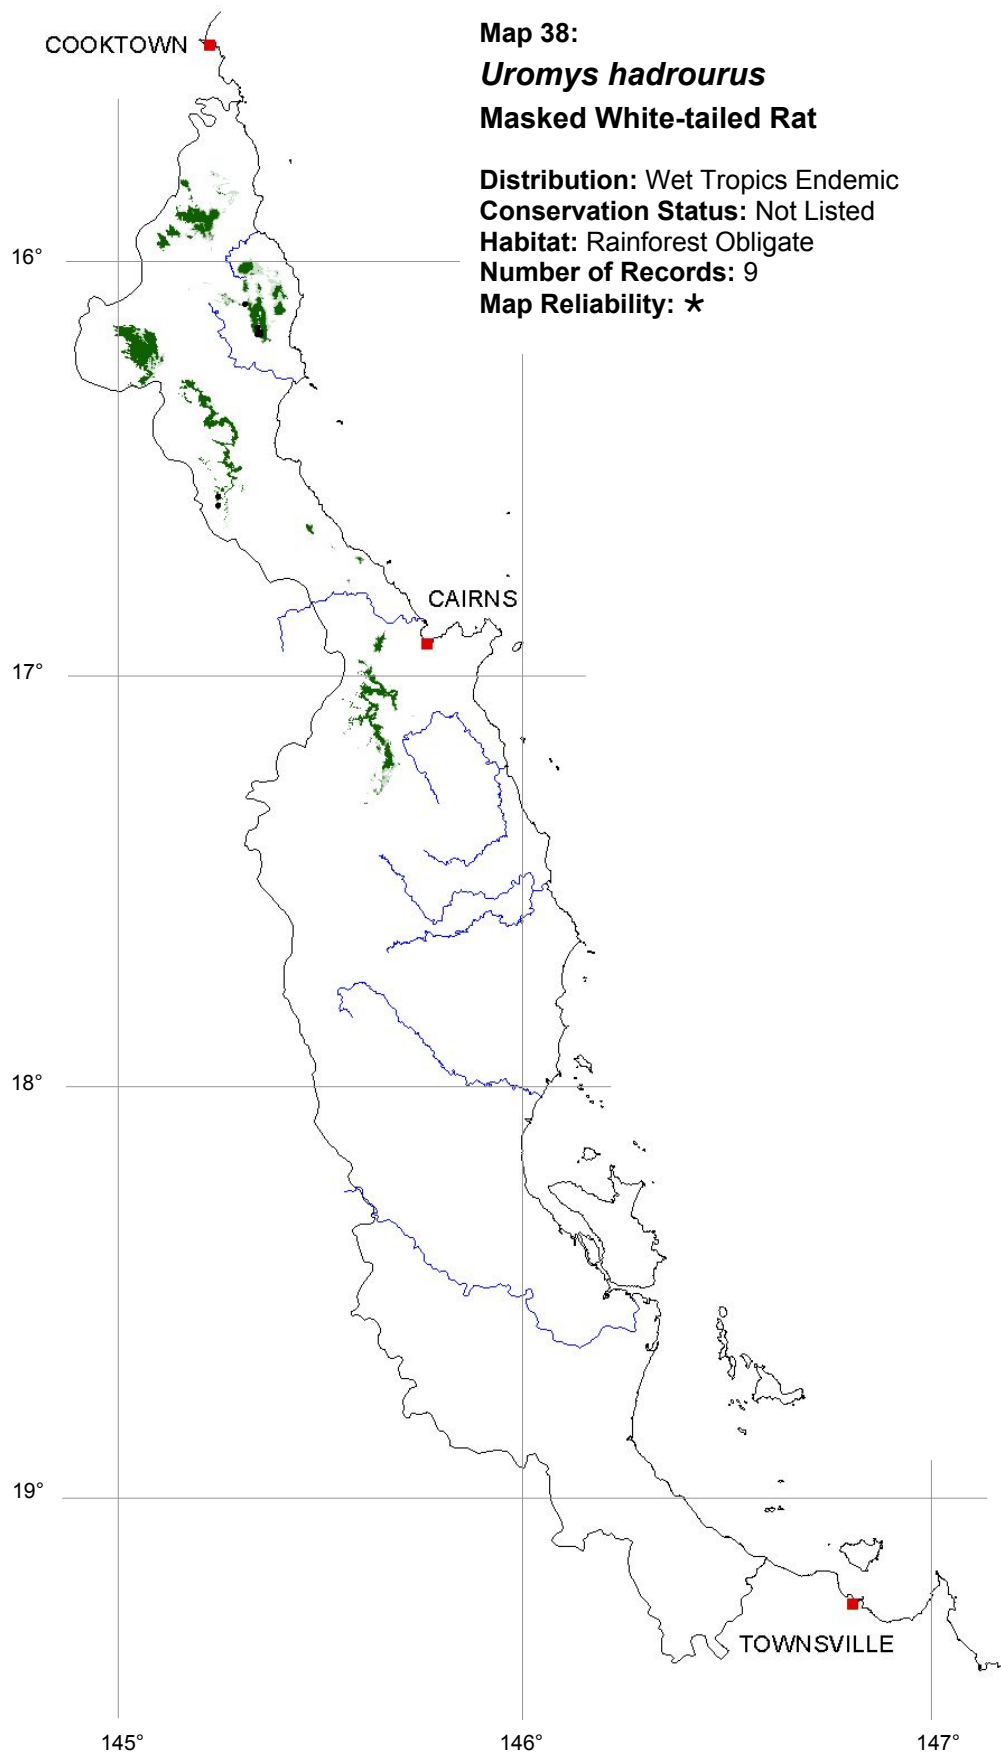 Map 38:
Uromys hadrourus
Masked White-tailed Rat
Distribution: Wet Tropics Endemic
Conservation Status: Not Listed
Habitat: Rainforest Obligate
Number of Records: 9
Map Reliability: ★
COOKTOWN
16°
CAIRNS
17°
18°
19°
TOWNSVILLE
145°
146°
147°